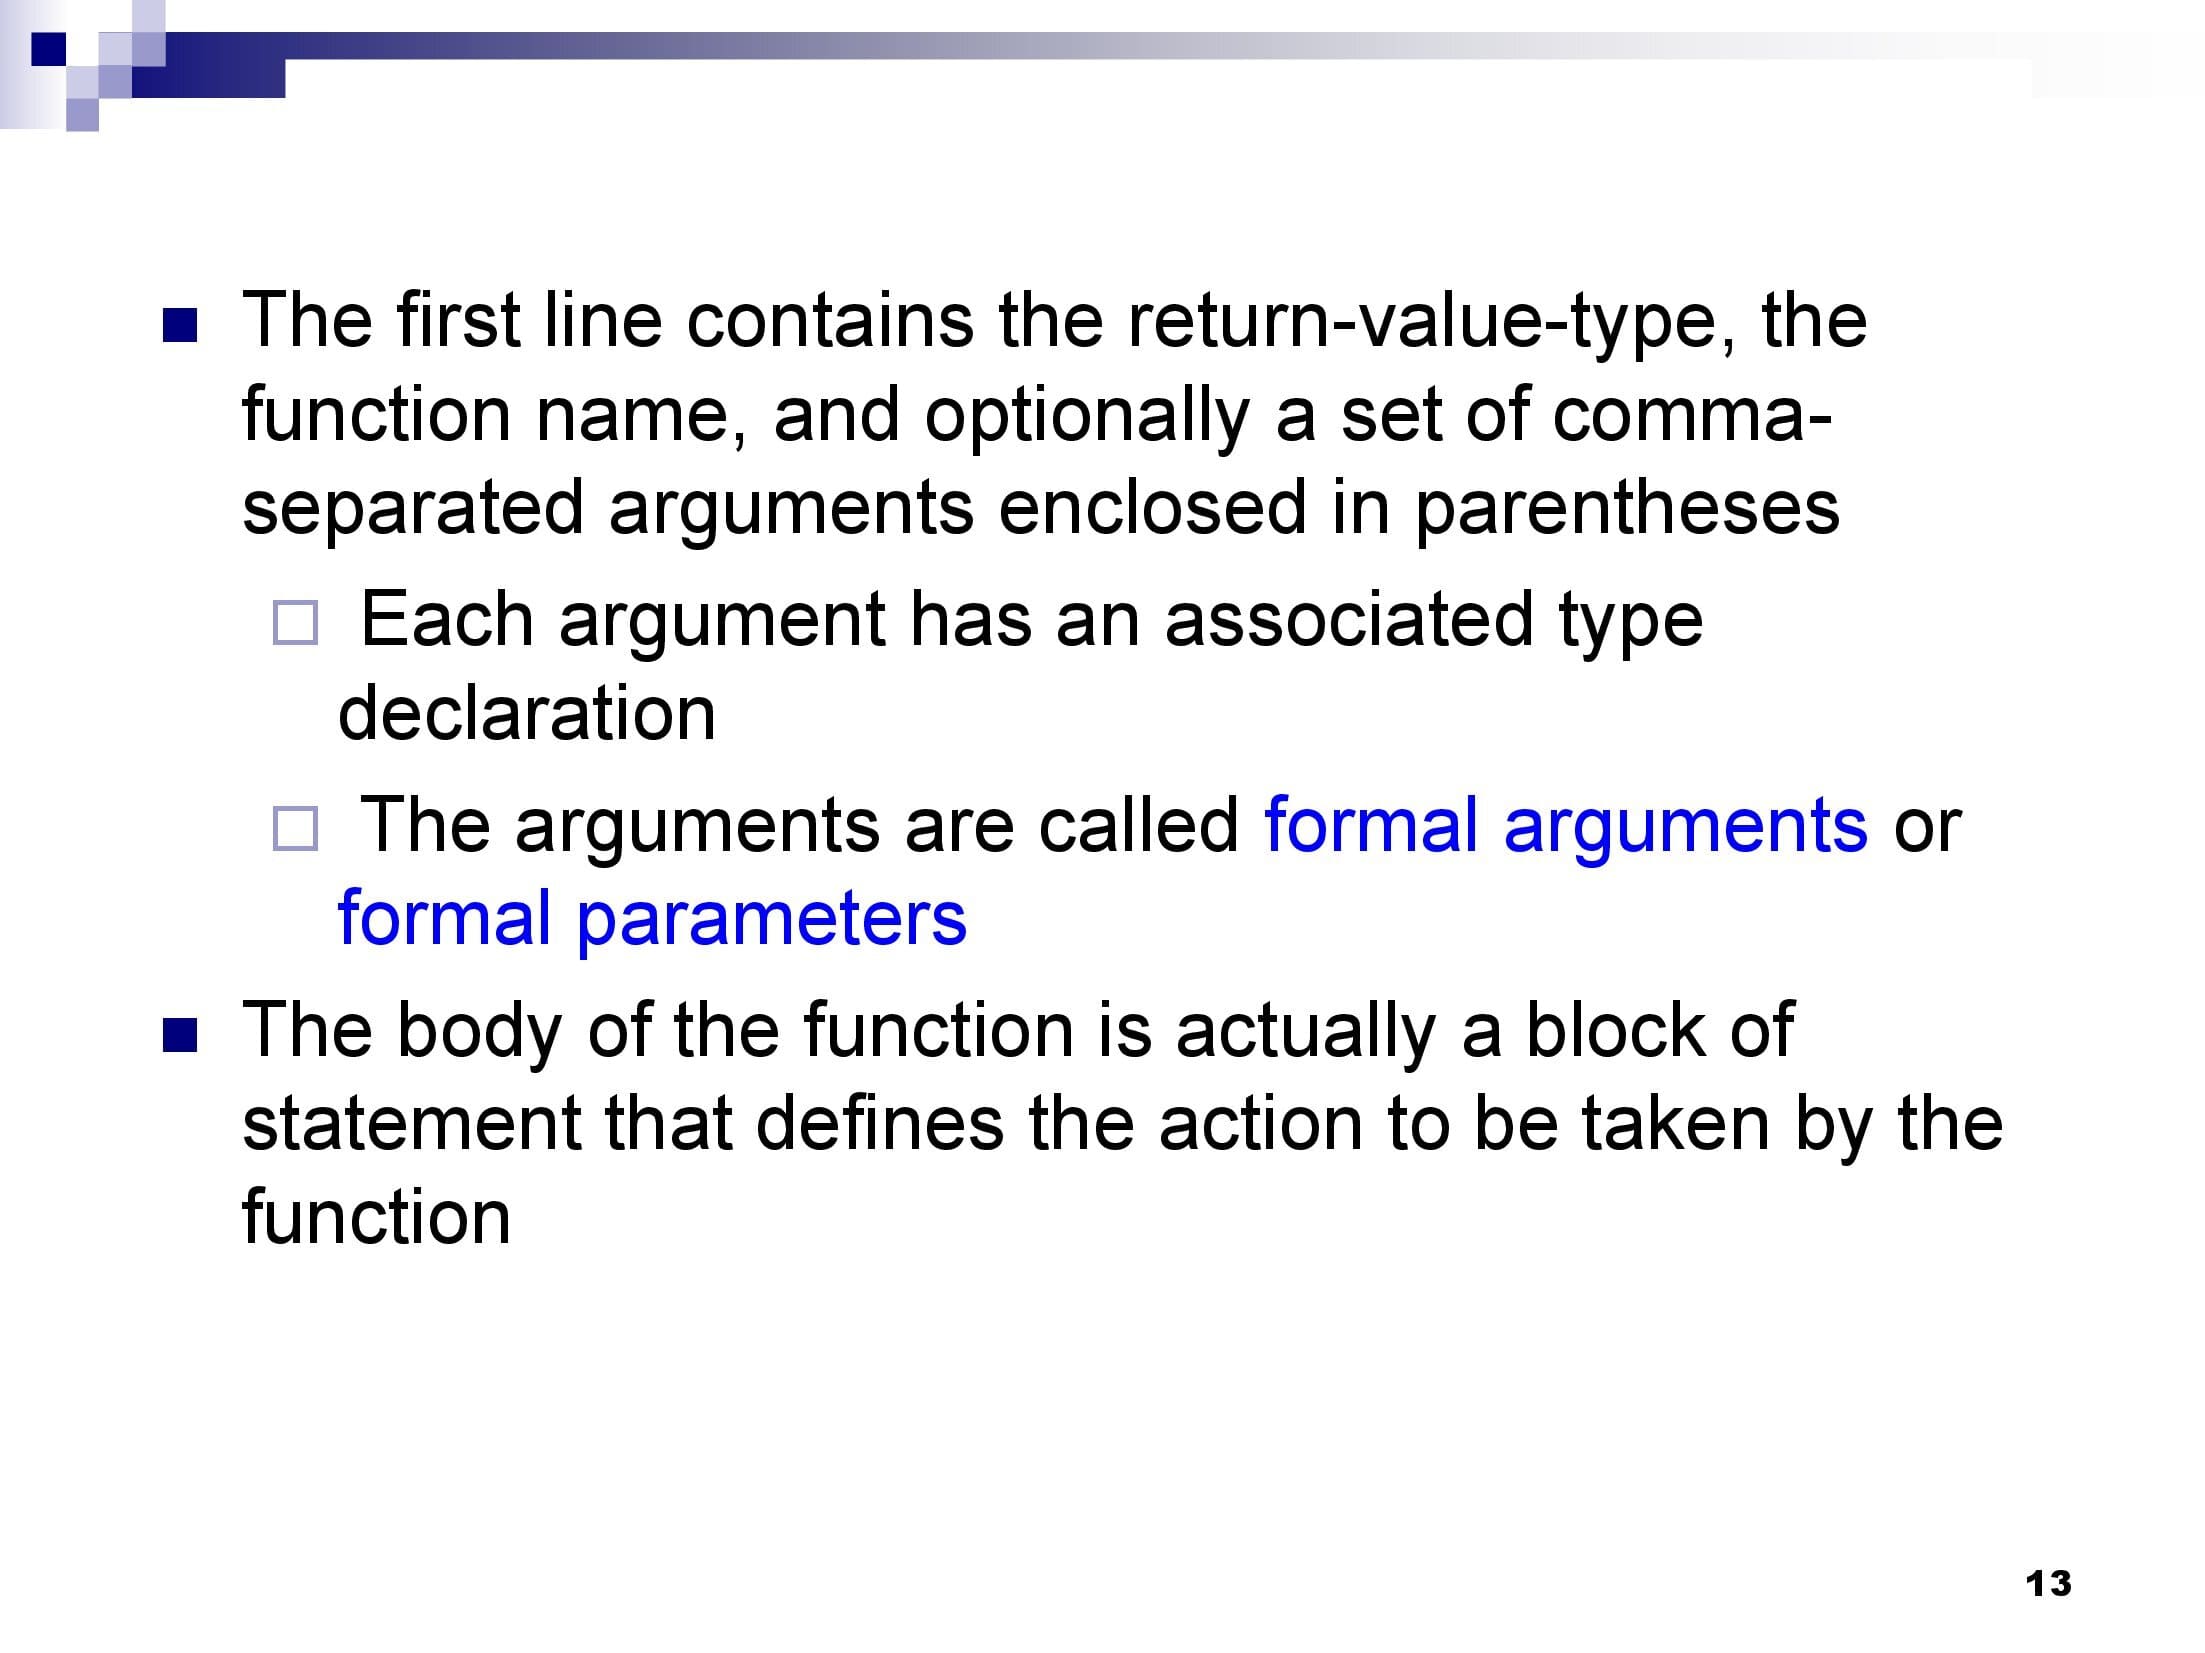 The first line contains the return-value-type, the
function name, and optionally a set of comma-
separated arguments enclosed in parentheses
Each argument has an associated type
declaration
The arguments are called formal arguments or
formal parameters
The body of the function is actually a block of
statement that defines the action to be taken by the
function
13